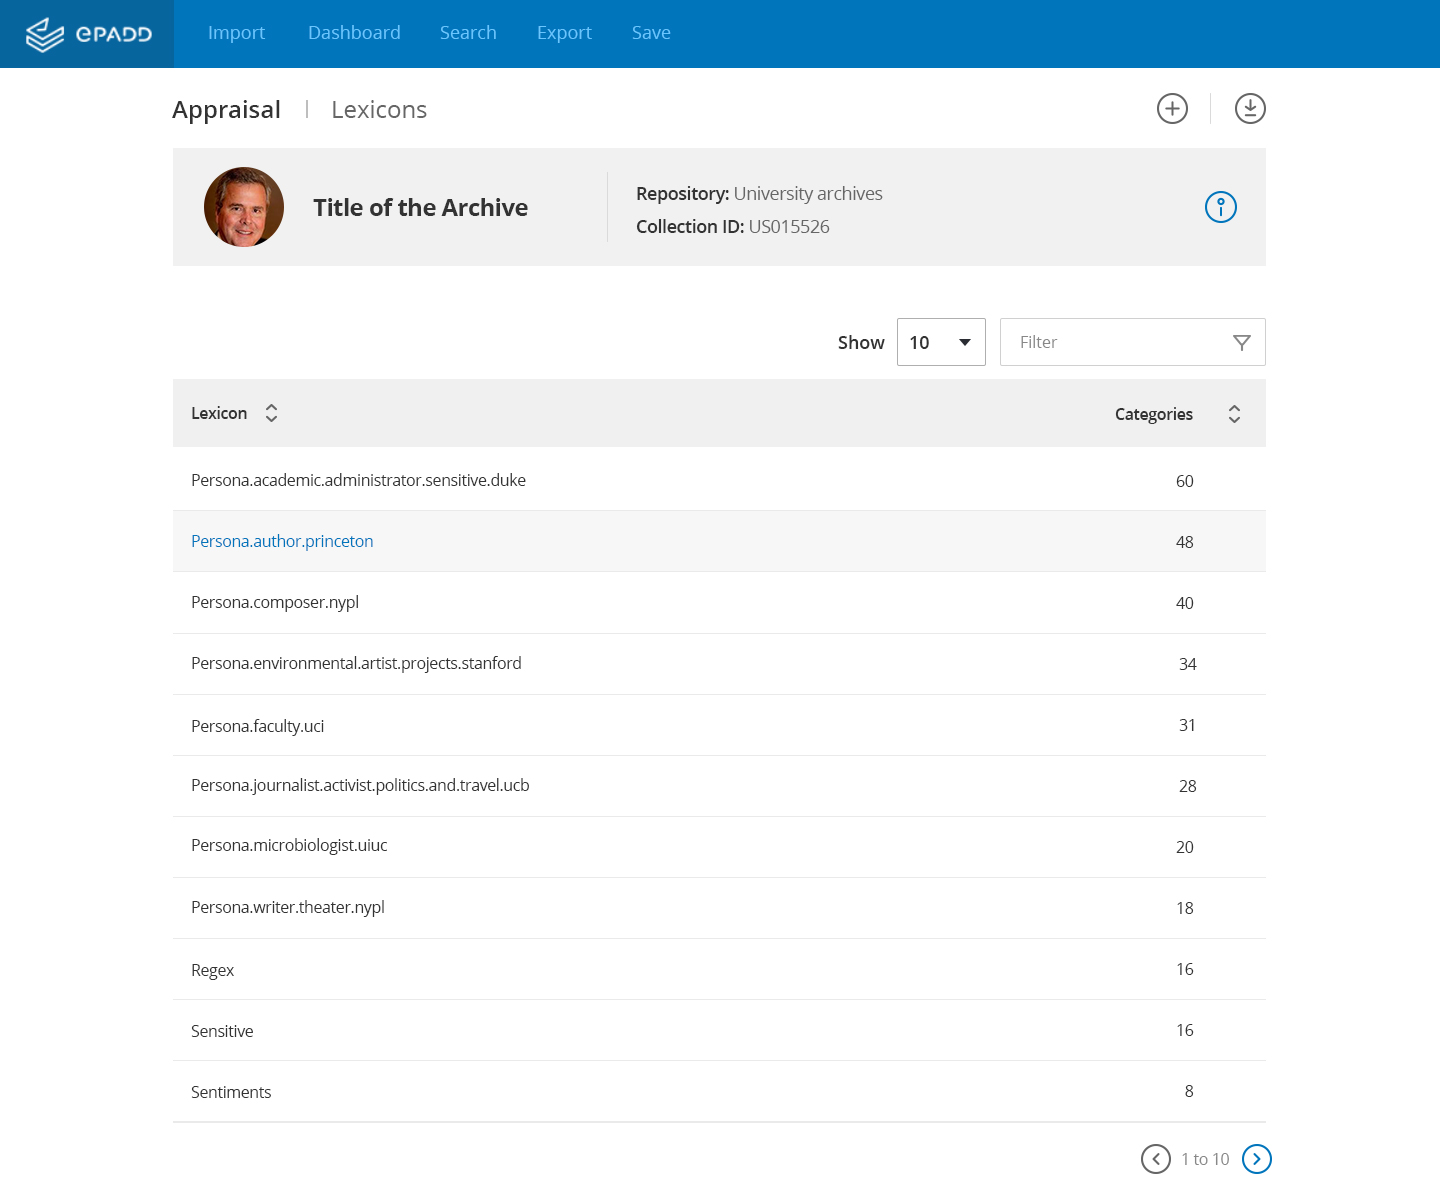 ePADD Import Dashboard Search Export Save
Appraisal | Lexicons
Title of the Archive
Repository: University archives
Collection ID: US015526
Show 10 Filter
Lexicon Categories
Persona.academic.administrator.sensitive.duke 60
Persona.author.princeton 48
Persona.composer.nypl 40
Persona.environmental.artist.projects.stanford 34
Persona.faculty.uci 31
Persona.journalist.activist.politics.and.travel.ucb 28
Persona.microbiologist.uiuc 20
Persona.writer.theater.nypl 18
Regex 16
Sensitive 16
Sentiments 8
1 to 10